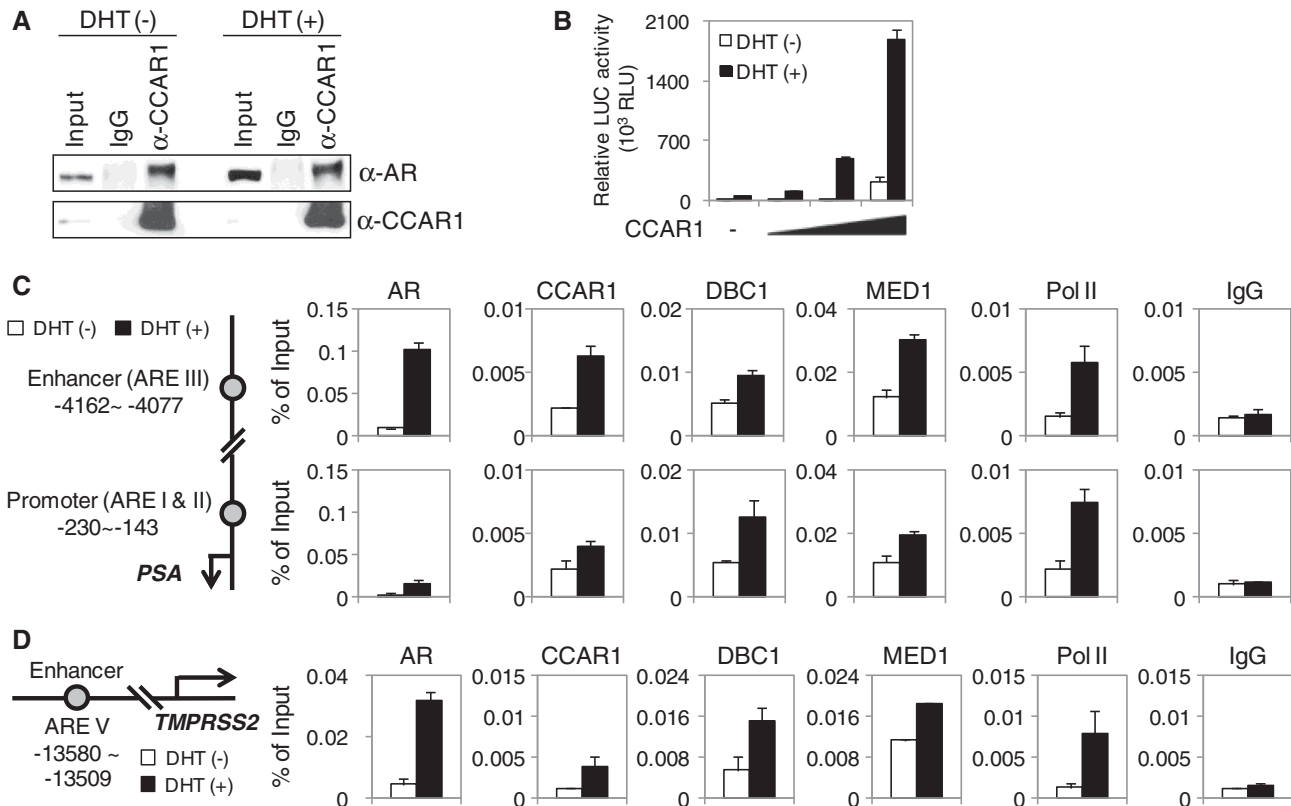 A
DHT (-)
DHT (+)
Input
IgG
α-CCAR1
Input
IgG
α-CCAR1
α-AR
α-CCAR1
B
Relative LUC activity
(10³ RLU)
2100
1400
700
0
DHT (-)
DHT (+)
CCAR1
-
C
DHT (-)
DHT (+)
Enhancer (ARE III)
-4162~ -4077
Promoter (ARE I & II)
-230~-143
PSA
AR
CCAR1
DBC1
MED1
Pol II
IgG
% of Input
0.15
0.1
0.05
0
0.01
0.005
0
0.02
0.01
0
0.04
0.02
0
0.01
0.005
0
0.01
0.005
0
% of Input
0.15
0.1
0.05
0
0.01
0.005
0
0.02
0.01
0
0.04
0.02
0
0.01
0.005
0
0.01
0.005
0
D
Enhancer
ARE V
-13580 ~
-13509
TMPRSS2
DHT (-)
DHT (+)
AR
CCAR1
DBC1
MED1
Pol II
IgG
% of Input
0.04
0.02
0
0.015
0.01
0.005
0
0.024
0.016
0.008
0
0.024
0.016
0.008
0
0.015
0.01
0.005
0
0.015
0.01
0.005
0